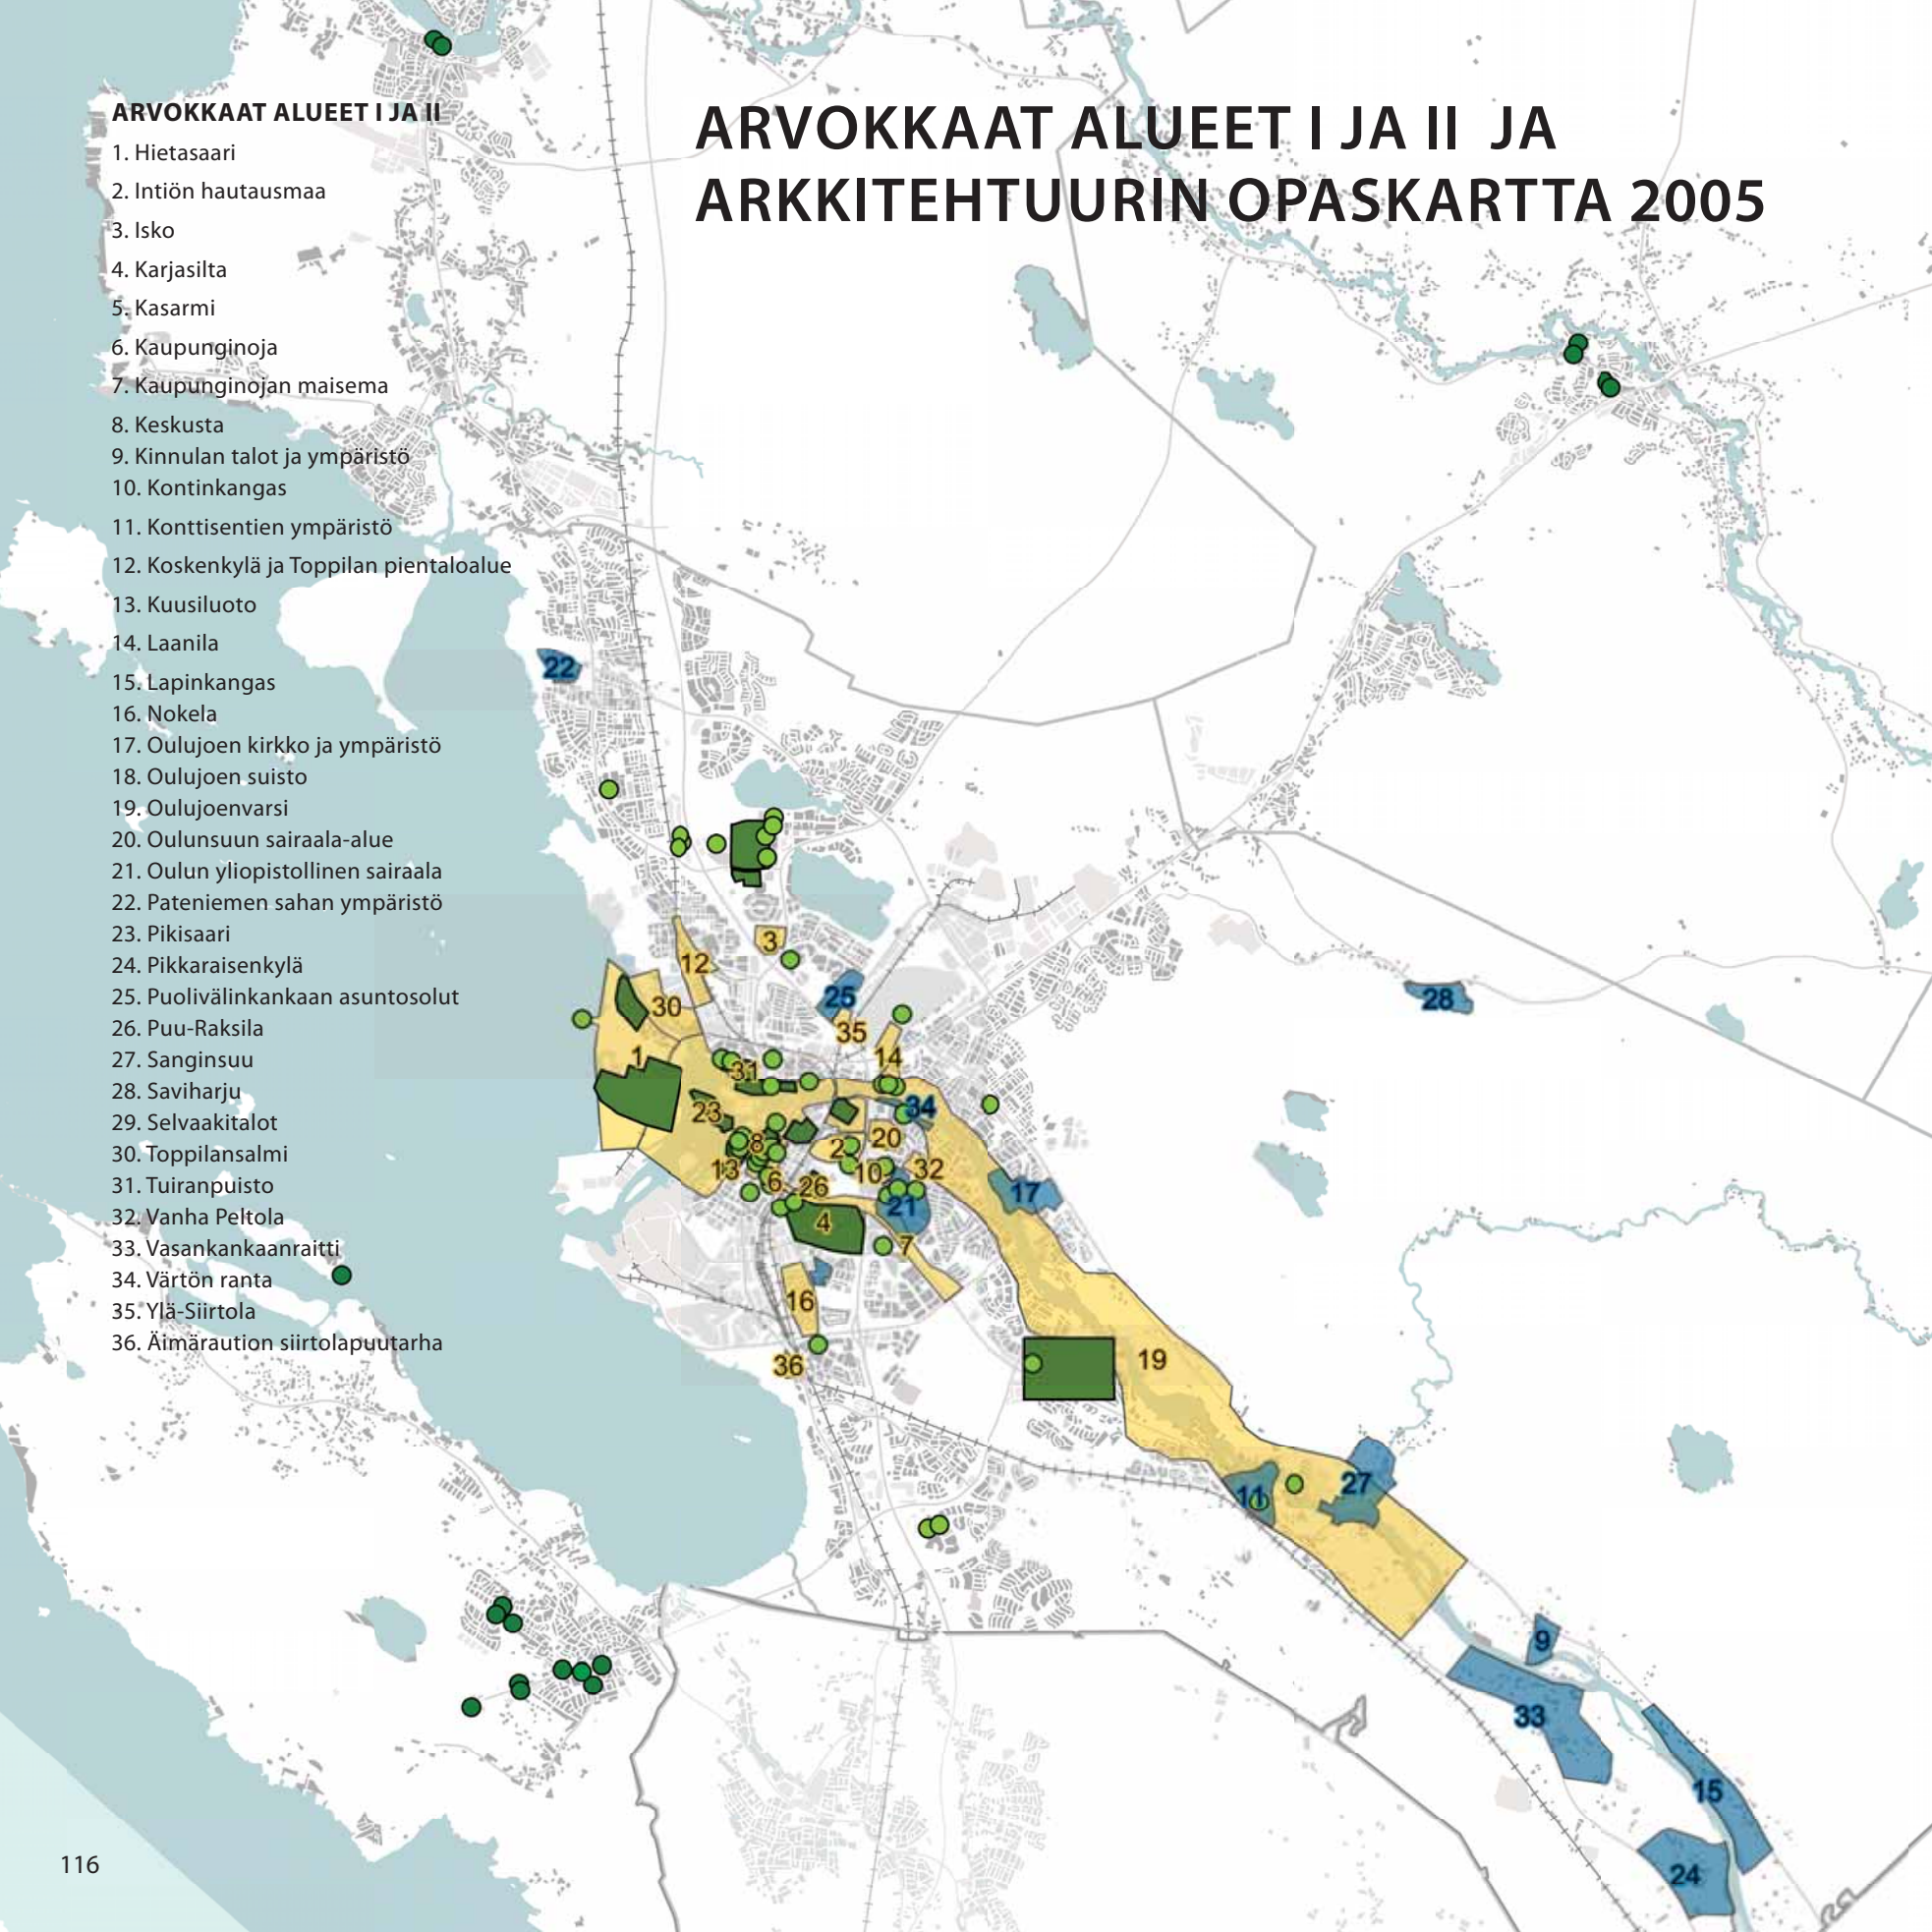 ARVOKKAAT ALUEET I JA II JA
ARKKITEHTUURIN OPASKARTTA 2005
ARVOKKAAT ALUEET I JA II
1. Hietasaari
2. Intiön hautausmaa
3. Isko
4. Karjasilta
5. Kasarmi
6. Kaupunginoja
7. Kaupunginojan maisema
8. Keskusta
9. Kinnulan talot ja ympäristö
10. Kontinkangas
11. Konttisentien ympäristö
12. Koskenkylä ja Toppilan pientaloalue
13. Kuusiluoto
14. Laanila
15. Lapinkangas
16. Nokela
17. Oulujoen kirkko ja ympäristö
18. Oulujoen suisto
19. Oulujoenvarsi
20. Oulunsuun sairaala-alue
21. Oulun yliopistollinen sairaala
22. Pateniemen sahan ympäristö
23. Pikisaari
24. Pikkaraisenkylä
25. Puolivälinkankaan asuntosolut
26. Puu-Raksila
27. Sanginsuu
28. Saviharju
29. Selvaakitalot
30. Toppilansalmi
31. Tuiranpuisto
32. Vanha Peltola
33. Vasankankaanraitti
34. Värtön ranta
35. Ylä-Siirtola
36. Äimäraution siirtolapuutarha
22
3
12
25
28
30
35
1
14
31
34
23
8
2
20
13
10
32
6
26
21
17
4
7
16
36
19
27
11
9
33
15
24
116